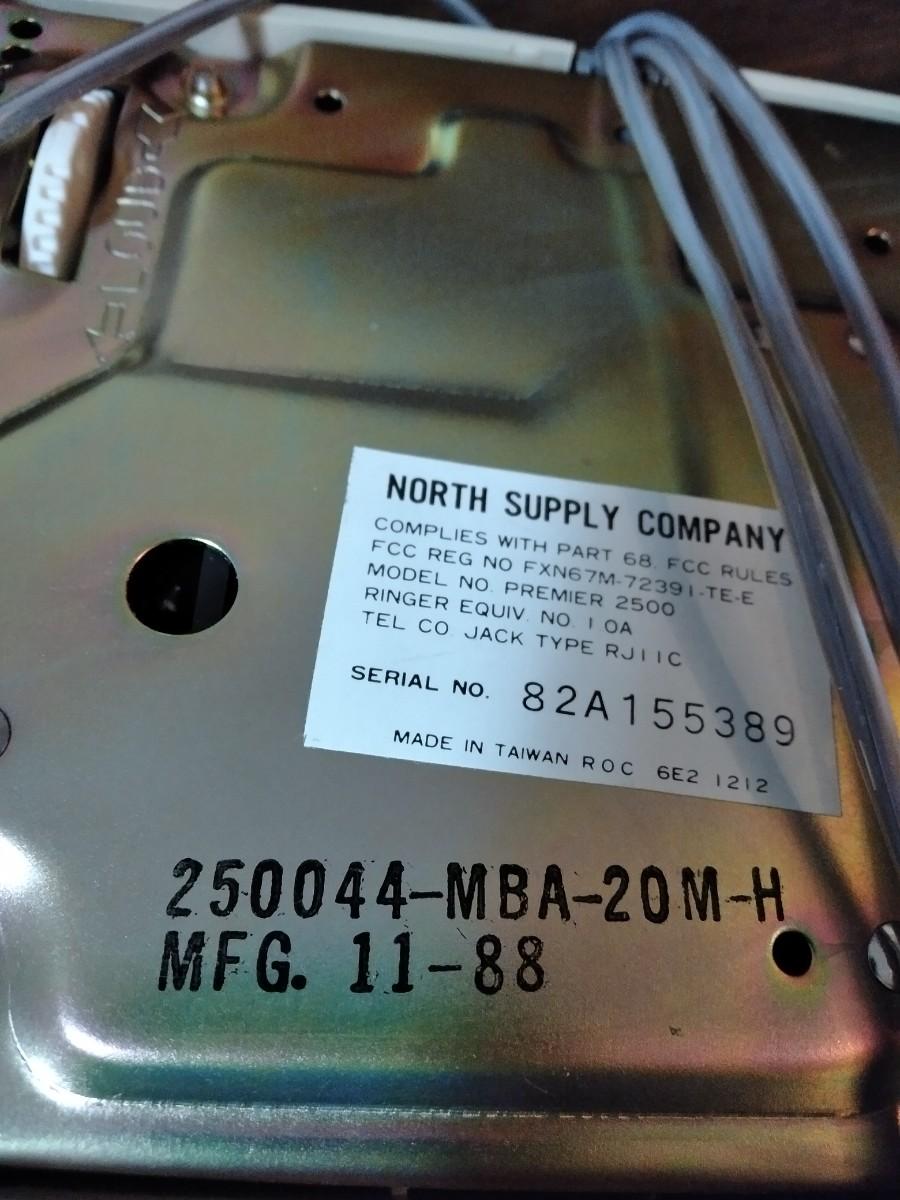 LOUDER
NORTH SUPPLY COMPANY
COMPLIES WITH PART 68. FCC RULES
FCC REG NO FXN67M-72391-TE-E
MODEL NO. PREMIER 2500
RINGER EQUIV. NO. 1 0A
TEL CO. JACK TYPE RJ11C
SERIAL NO. 82A155389
MADE IN TAIWAN R O C 6E2 1212
250044-MBA-20M-H
MFG. 11-88